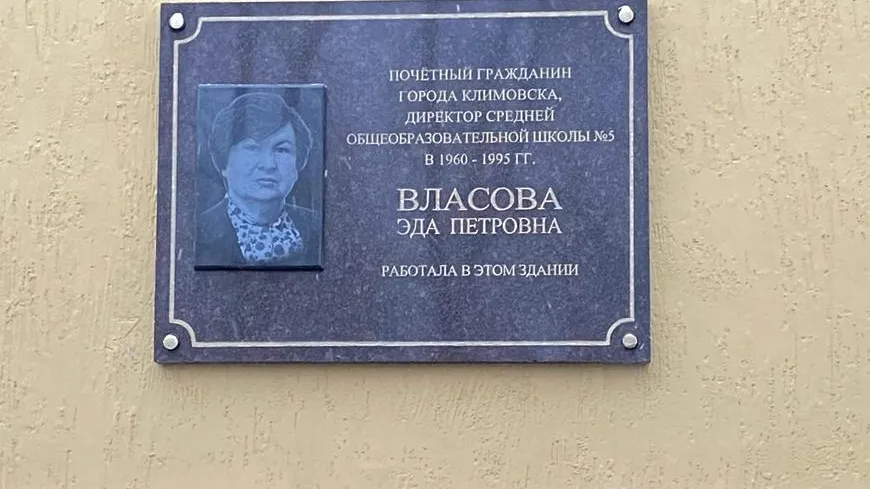 ПОЧЁТНЫЙ ГРАЖДАНИН
ГОРОДА КЛИМОВСКА,
ДИРЕКТОР СРЕДНЕЙ
ОБЩЕОБРАЗОВАТЕЛЬНОЙ ШКОЛЫ №5
В 1960 - 1995 ГГ.
ВЛАСОВА
ЭДА ПЕТРОВНА
РАБОТАЛА В ЭТОМ ЗДАНИИ